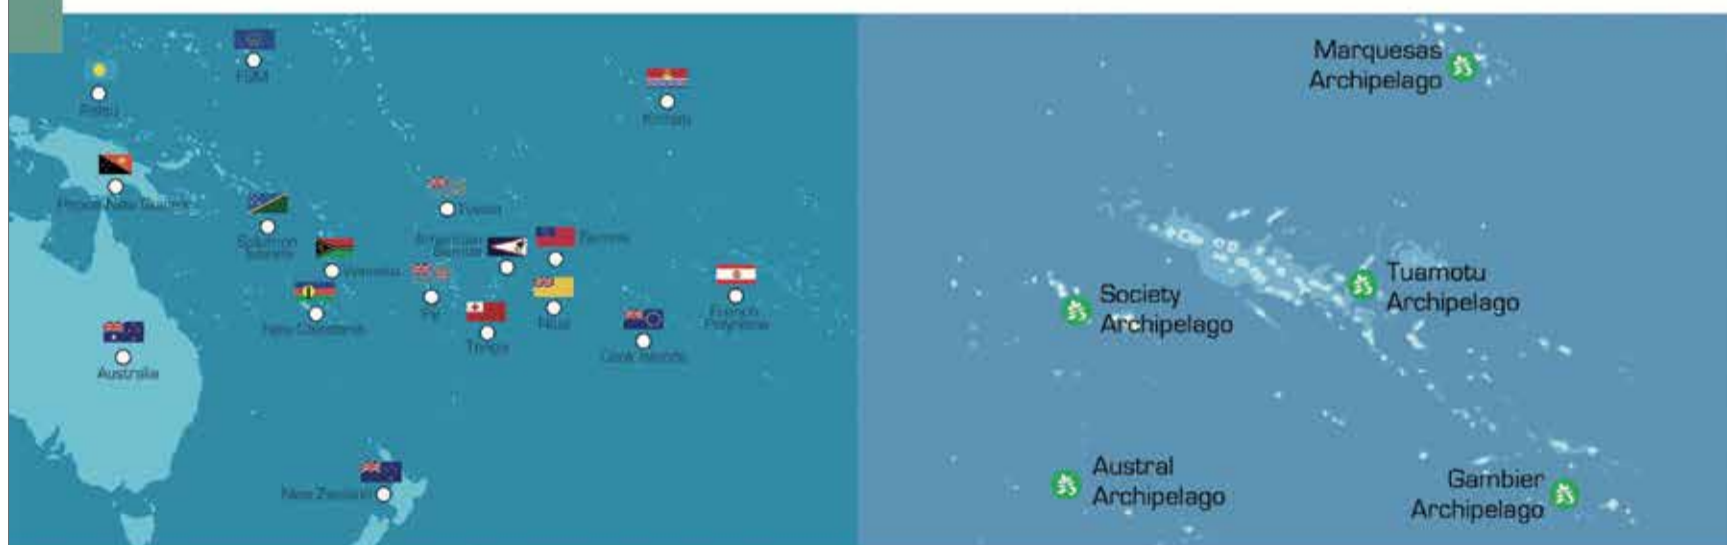 FSM
Palau
Kiribati
Papua New Guinea
Tuvalu
Solomon
Islands
American
Samoa
Samoa
Vanuatu
Fiji
Niue
New Caledonia
Tonga
French
Polynesia
Cook Islands
Australia
New Zealand
Marquesas
Archipelago
Tuamotu
Archipelago
Society
Archipelago
Austral
Archipelago
Gambier
Archipelago